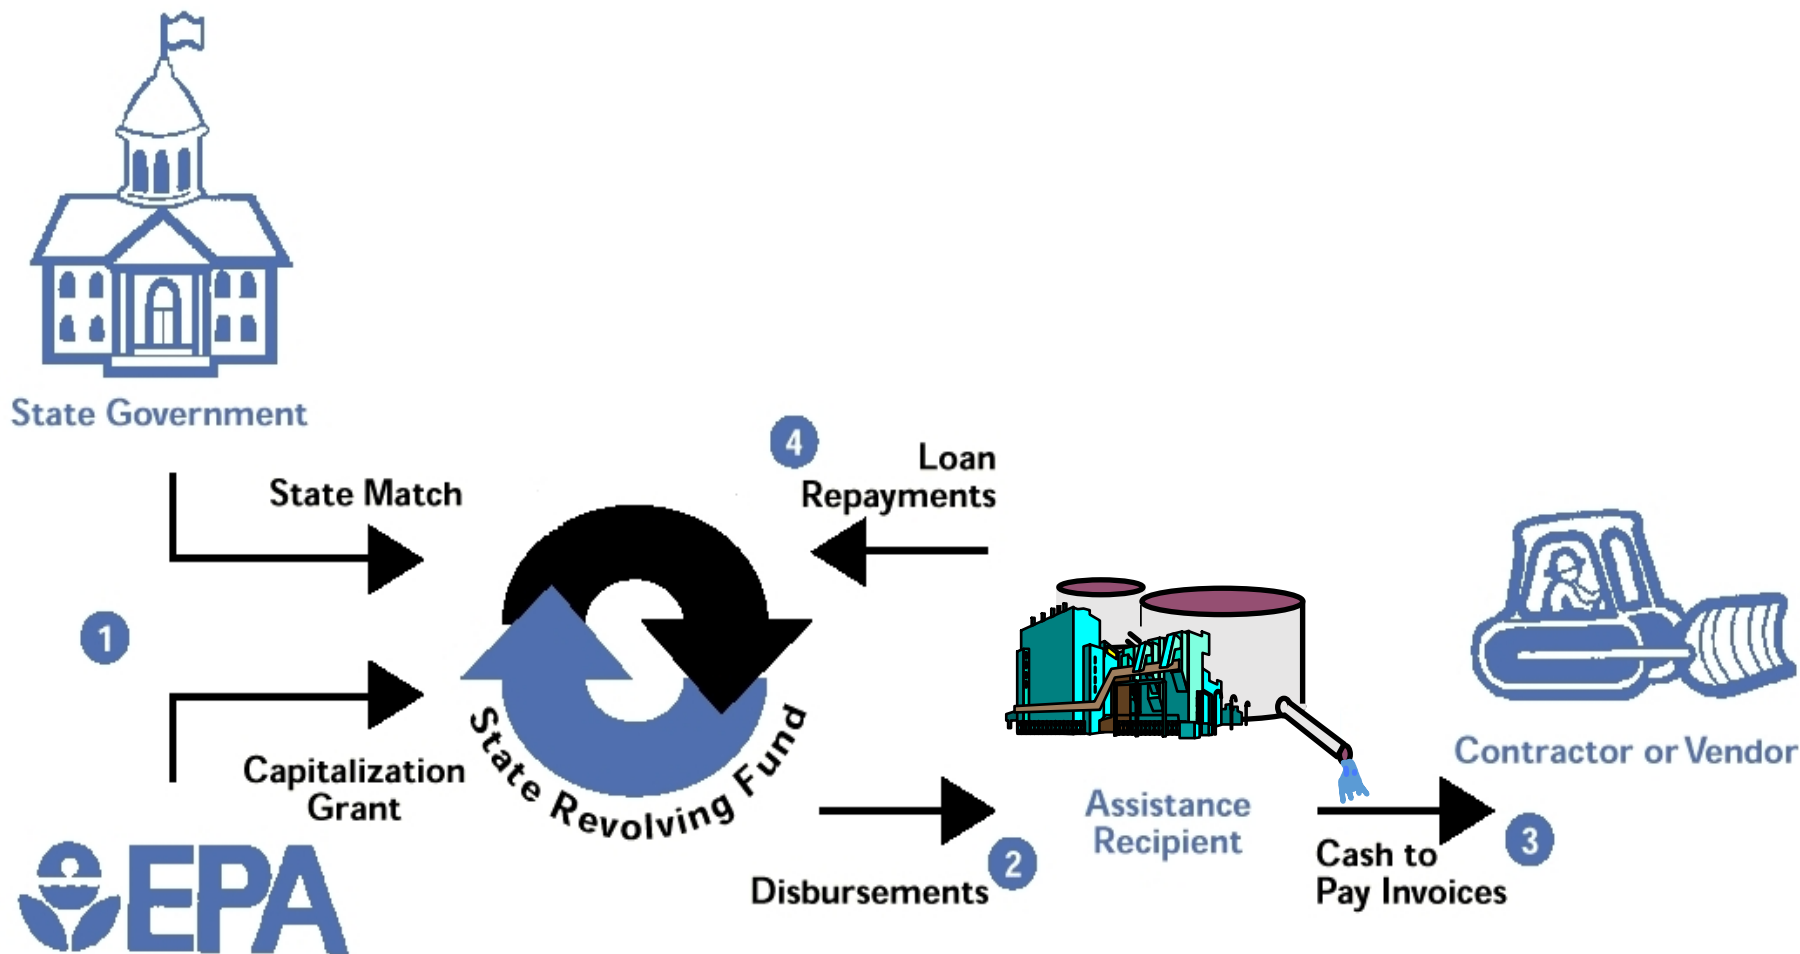 State Government
State Match
1
Capitalization
Grant
EPA
State Revolving Fund
4
Loan
Repayments
Disbursements
2
Assistance
Recipient
Cash to
Pay Invoices
3
Contractor or Vendor